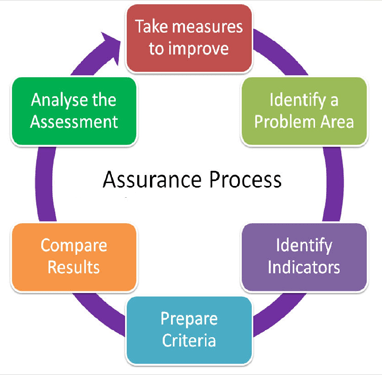 Take measures
to improve
Identify a
Problem Area
Identify
Indicators
Prepare
Criteria
Compare
Results
Analyse the
Assessment
Assurance Process